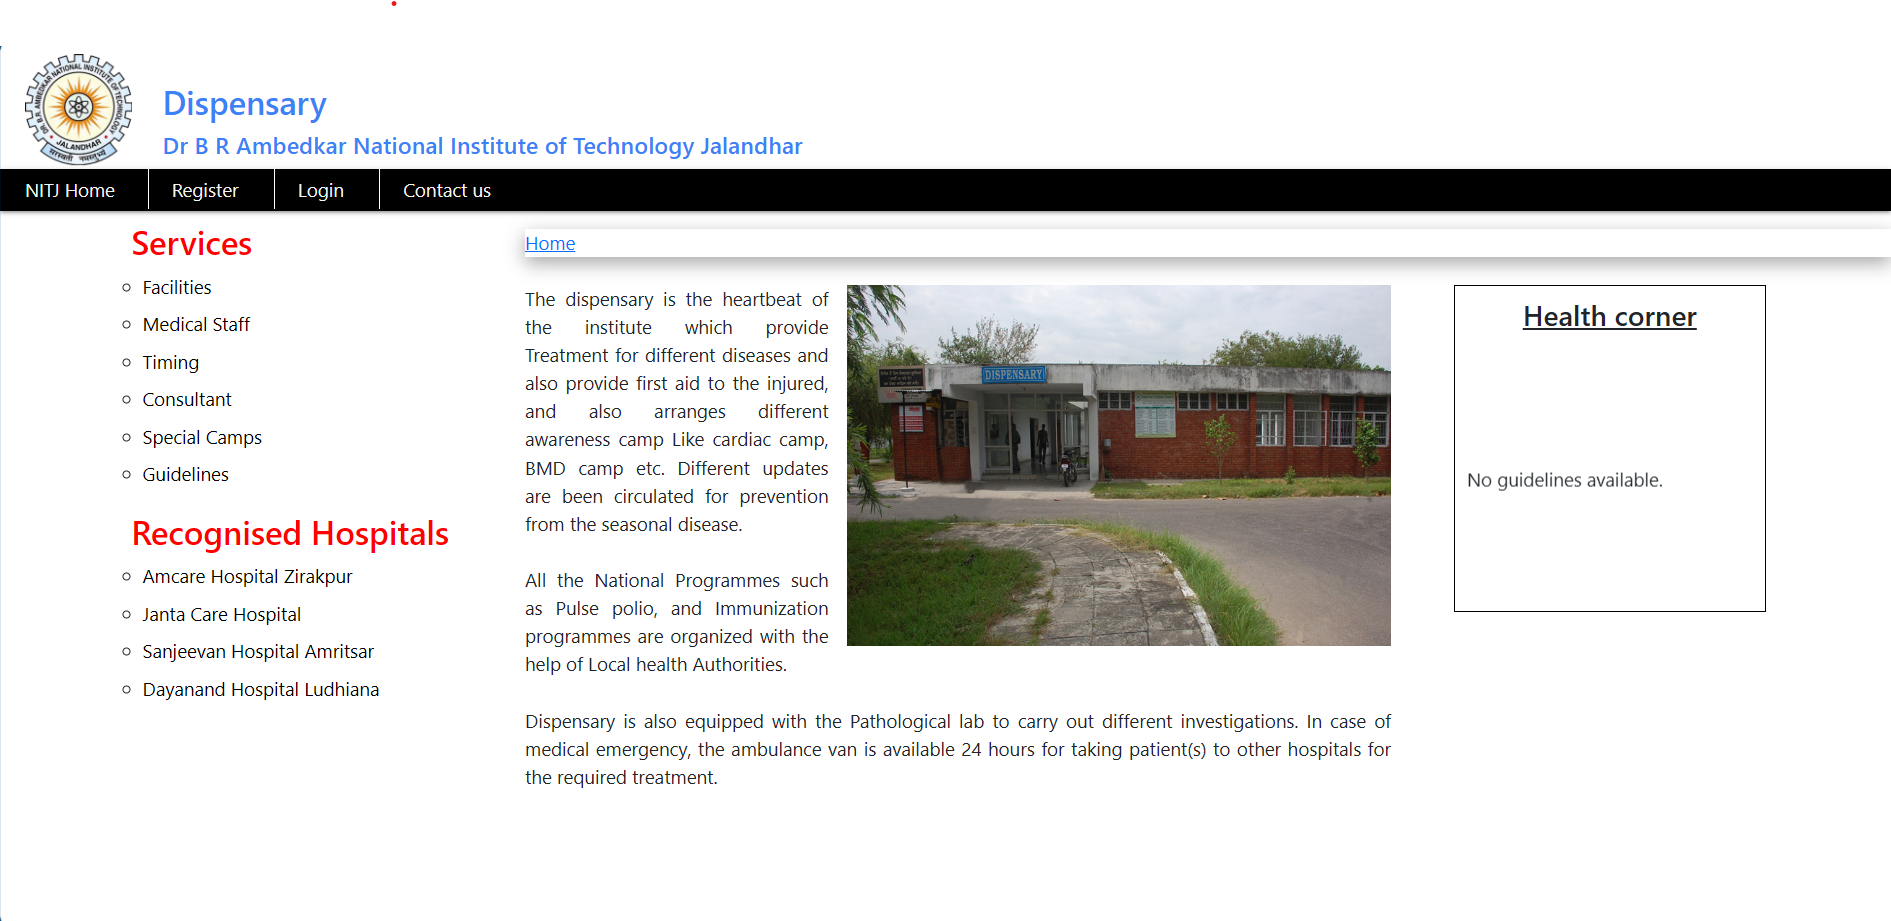 DR. B R AMBEDKAR NATIONAL INSTITUTE OF TECHNOLOGY
JALANDHAR
Dispensary
Dr B R Ambedkar National Institute of Technology Jalandhar
NITJ Home
Register
Login
Contact us
Services
Facilities
Medical Staff
Timing
Consultant
Special Camps
Guidelines
Recognised Hospitals
Amcare Hospital Zirakpur
Janta Care Hospital
Sanjeevan Hospital Amritsar
Dayanand Hospital Ludhiana
Home
The dispensary is the heartbeat of
the institute which provide
Treatment for different diseases and
also provide first aid to the injured,
and also arranges different
awareness camp Like cardiac camp,
BMD camp etc. Different updates
are been circulated for prevention
from the seasonal disease.
All the National Programmes such
as Pulse polio, and Immunization
programmes are organized with the
help of Local health Authorities.
DISPENSARY
Dispensary is also equipped with the Pathological lab to carry out different investigations. In case of
medical emergency, the ambulance van is available 24 hours for taking patient(s) to other hospitals for
the required treatment.
Health corner
No guidelines available.